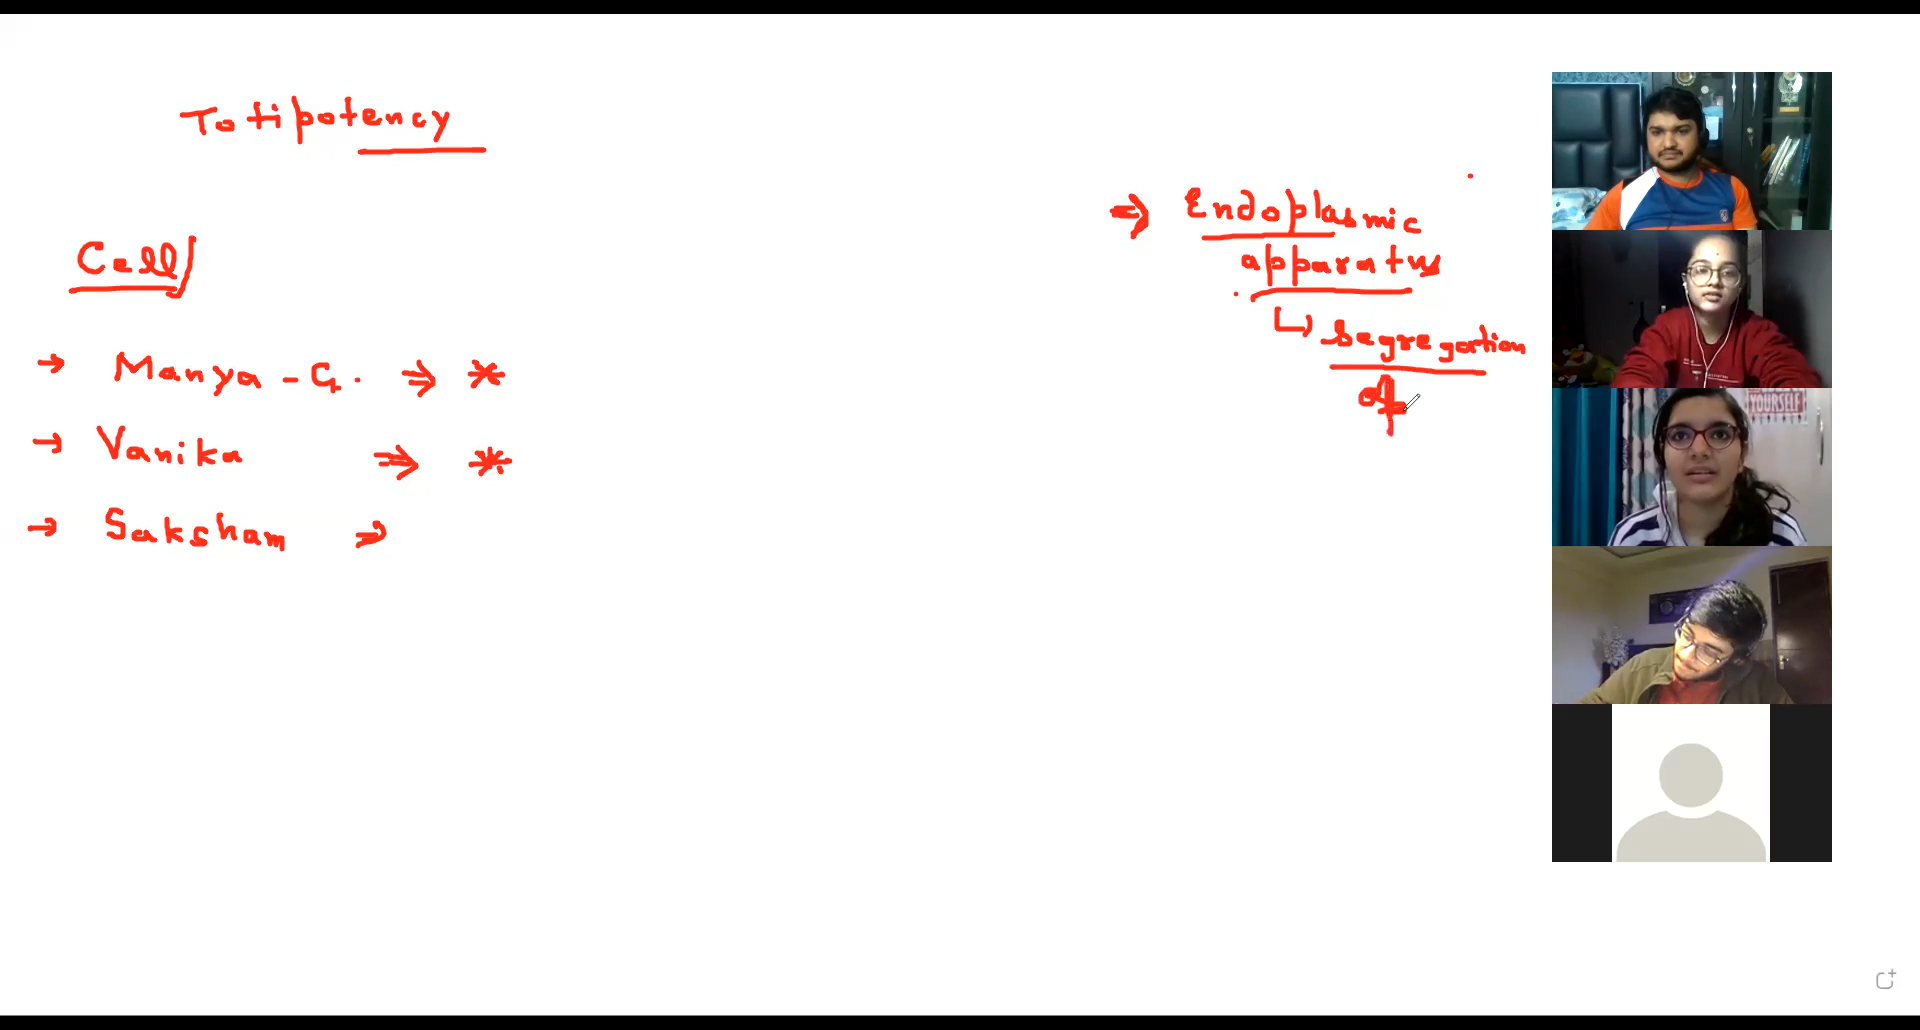 Totipotency
Cell
→ Manya - G. ⇒ *
→ Vanika ⇒ *
→ Saksham ⇒
⇒ Endoplasmic
apparatus
↳ Segregation
of
YOURSELF